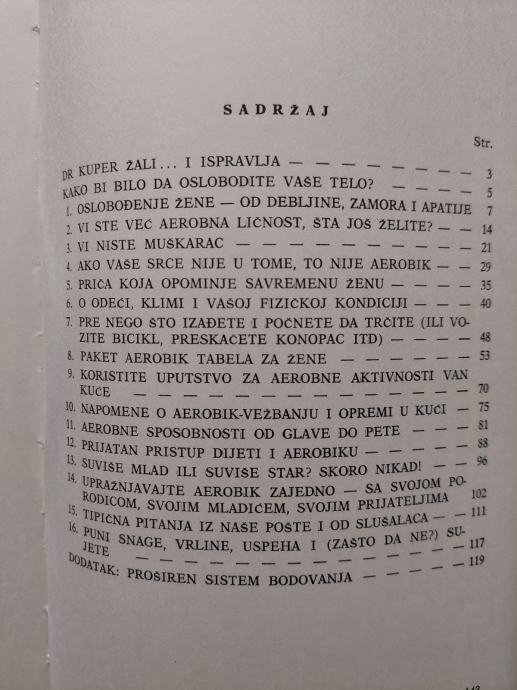 SADRŽAJ
Str.
DR KUPER ŽALI... I ISPRAVLJA — — — — — — — 3
KAKO BI BILO DA OSLOBODITE VAŠE TELO? — — — — 5
1. OSLOBOĐENJE ŽENE — OD DEBLJINE, ZAMORA I APATIJE 7
2. VI STE VEĆ AEROBNA LIČNOST, ŠTA JOŠ ŽELITE? — — 14
3. VI NISTE MUŠKARAC — — — — — — — — — 21
4. AKO VAŠE SRCE NIJE U TOME, TO NIJE AEROBIK — — 29
5. PRIČA KOJA OPOMINJE SAVREMENU ŽENU — — — — 35
6. O ODEĆI, KLIMI I VAŠOJ FIZIČKOJ KONDICIJI — — — 40
7. PRE NEGO ŠTO IZAĐETE I POČNETE DA TRČITE (ILI VO-
ZITE BICIKL, PRESKAČETE KONOPAC ITD) — — — — 48
8. PAKET AEROBIK TABELA ZA ŽENE — — — — — — 53
9. KORISTITE UPUTSTVO ZA AEROBNE AKTIVNOSTI VAN
KUĆE — — — — — — — — — — — — — 70
10. NAPOMENE O AEROBIK-VEŽBANJU I OPREMI U KUĆI — 75
11. AEROBNE SPOSOBNOSTI OD GLAVE DO PETE — — — 81
12. PRIJATAN PRISTUP DIJETI I AEROBIKU — — — — — 88
13. SUVIŠE MLAD ILI SUVIŠE STAR? SKORO NIKAD! — — 96
14. UPRAŽNJAVAJTE AEROBIK ZAJEDNO — SA SVOJOM PO-
RODICOM, SVOJIM MLADIĆEM, SVOJIM PRIJATELJIMA 102
15. TIPIČNA PITANJA IZ NAŠE POŠTE I OD SLUŠALACA — — 111
16. PUNI SNAGE, VRLINE, USPEHA I (ZAŠTO DA NE?) SU-
JETE — — — — — — — — — — — — — 117
DODATAK: PROŠIREN SISTEM BODOVANJA — — — — — 119